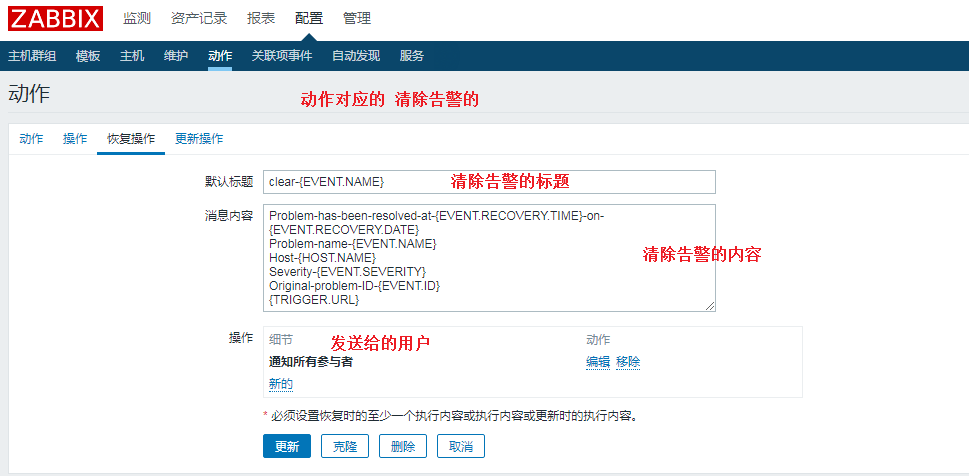 ZABBIX 监测 资产记录 报表 配置 管理
主机群组 模板 主机 维护 动作 关联项事件 自动发现 服务
动作
动作对应的 清除告警的
动作 操作 恢复操作 更新操作
默认标题 clear-{EVENT.NAME} 清除告警的标题
消息内容 Problem-has-been-resolved-at-{EVENT.RECOVERY.TIME}-on-
{EVENT.RECOVERY.DATE}
Problem-name-{EVENT.NAME}
Host-{HOST.NAME} 清除告警的内容
Severity-{EVENT.SEVERITY}
Original-problem-ID-{EVENT.ID}
{TRIGGER.URL}
操作 细节 发送给的用户 动作
通知所有参与者 编辑 移除
新的
* 必须设置恢复时的至少一个执行内容或执行内容或更新时的执行内容。
更新 克隆 删除 取消